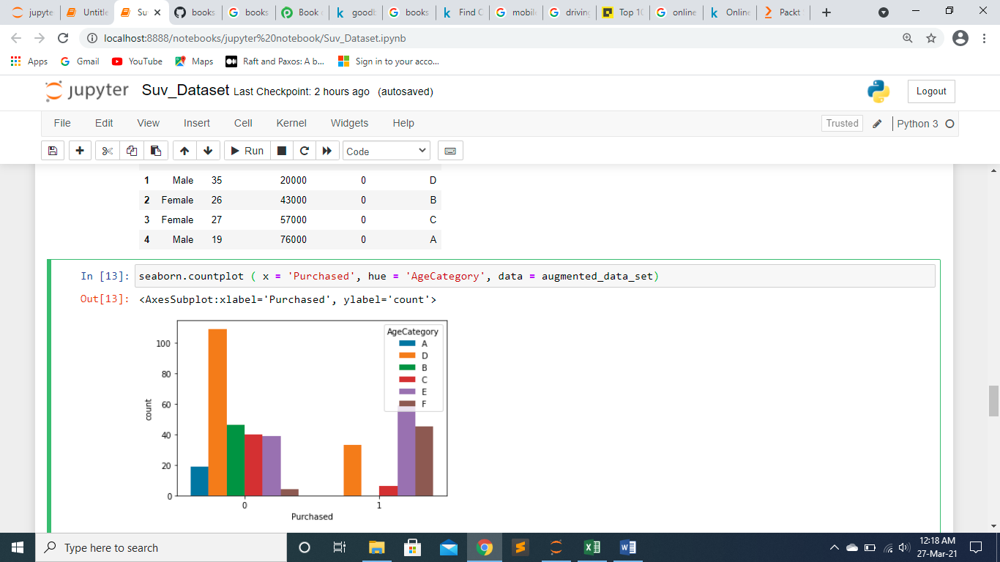 jupyte Untitle Suv books G books Book c k goodb G books k Find C G mobile G driving Top 10 G online k Online Packt
localhost:8888/notebooks/jupyter%20notebook/Suv_Dataset.ipynb
Apps Gmail YouTube Maps Raft and Paxos: A b... Sign in to your acco...
jupyter Suv_Dataset Last Checkpoint: 2 hours ago (autosaved) Logout
File Edit View Insert Cell Kernel Widgets Help Trusted Python 3
Run Code
1 Male 35 20000 0 D
2 Female 26 43000 0 B
3 Female 27 57000 0 C
4 Male 19 76000 0 A
In [13]: seaborn.countplot ( x = 'Purchased', hue = 'AgeCategory', data = augmented_data_set)
Out[13]: <AxesSubplot:xlabel='Purchased', ylabel='count'>
AgeCategory
A
D
B
C
E
F
100
80
60
40
20
0
count
0 1
Purchased
Type here to search
12:18 AM
27-Mar-21